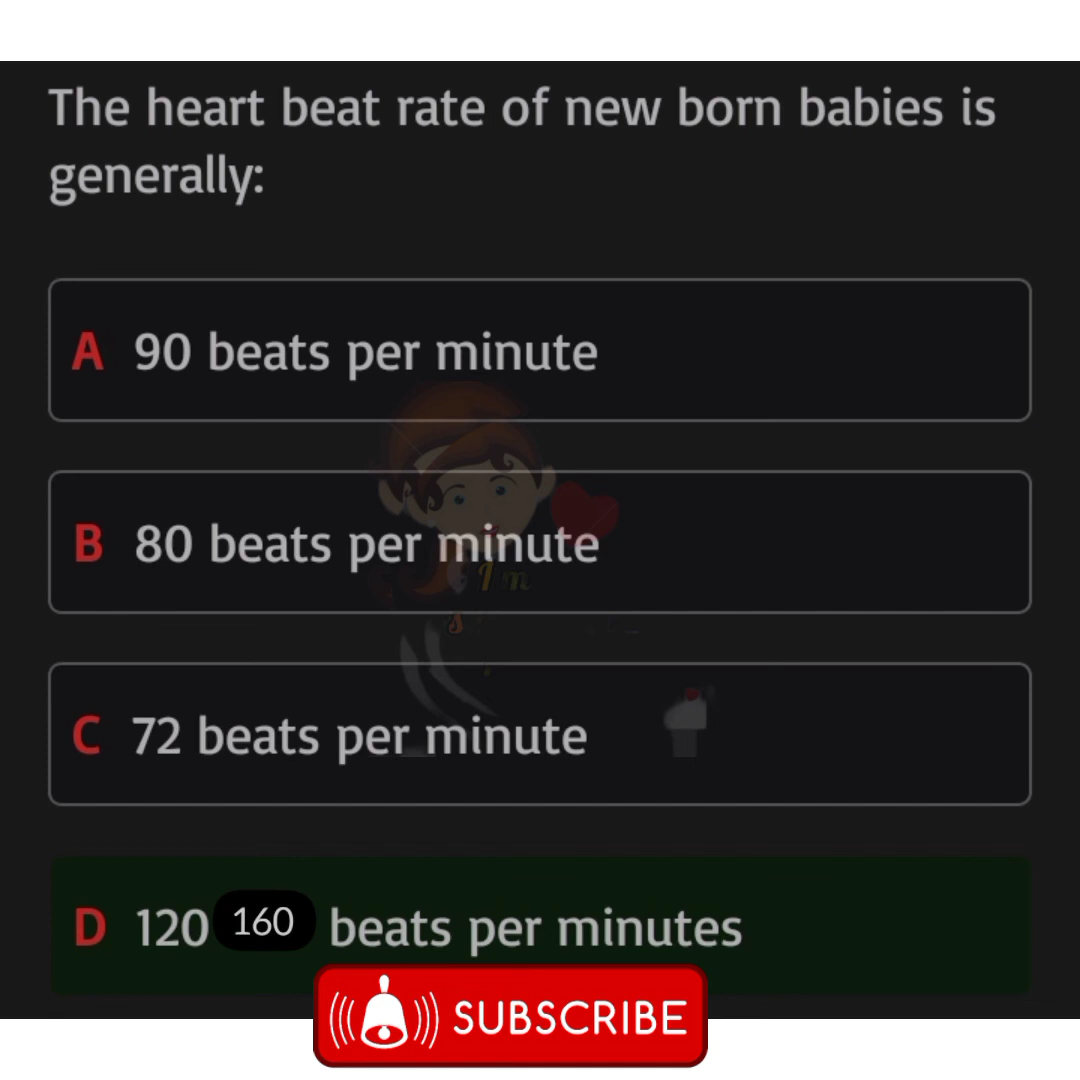 The heart beat rate of new born babies is
generally:
A 90 beats per minute
B 80 beats per minute
C 72 beats per minute
D 120 160 beats per minutes
SUBSCRIBE